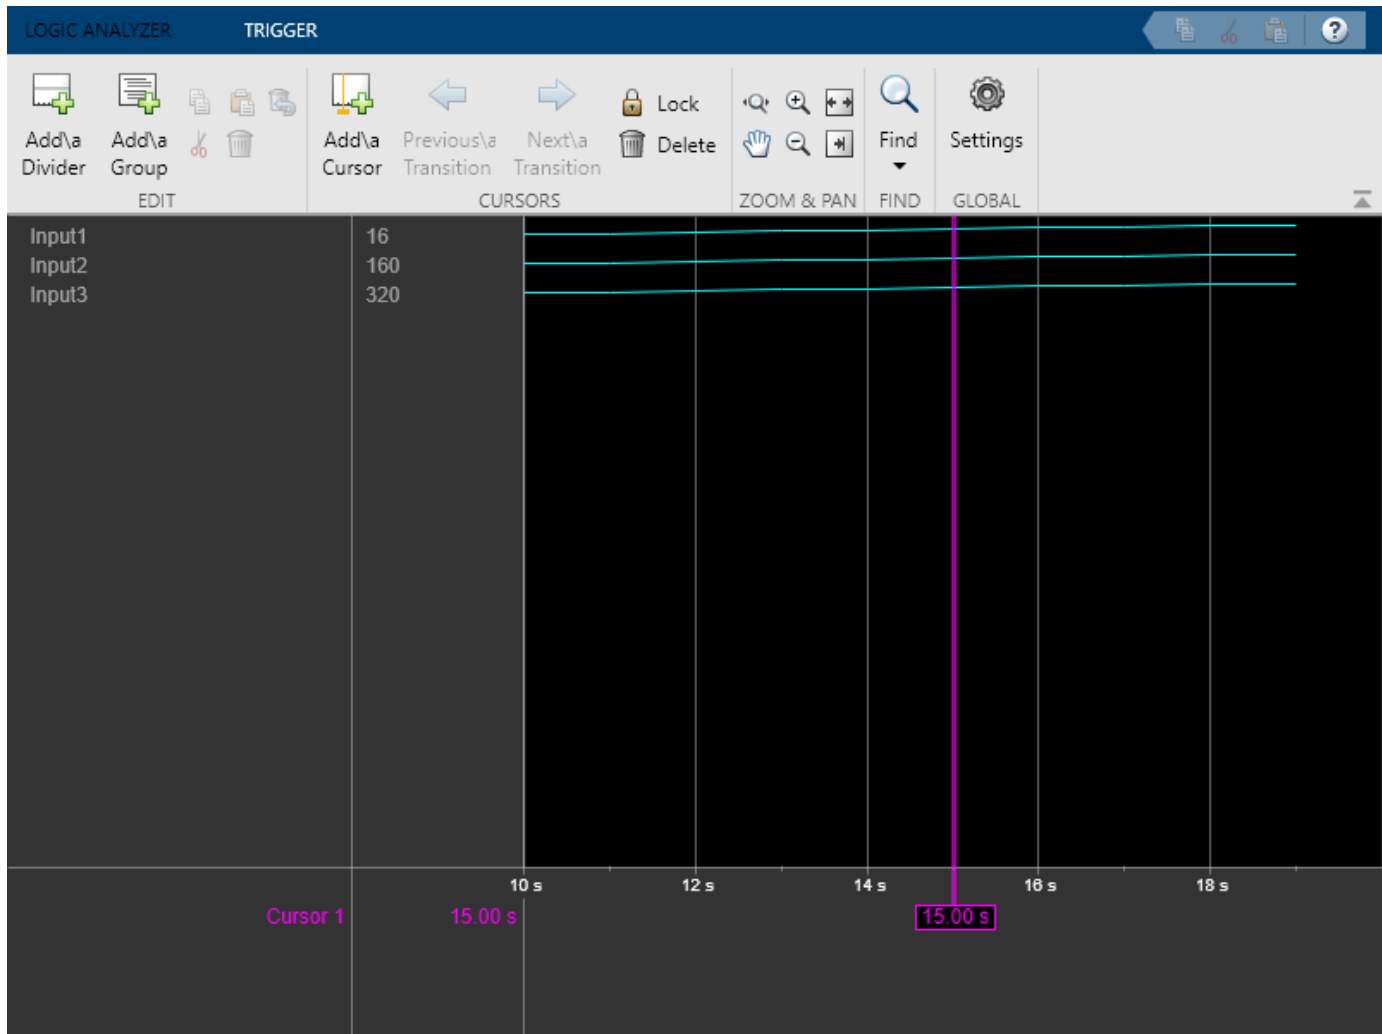 LOGIC ANALYZER TRIGGER ?
Lock
Add\a Add\a Add\a Previous\a Next\a Delete Find Settings
Divider Group Cursor Transition Transition
EDIT CURSORS ZOOM & PAN FIND GLOBAL
Input1 16
Input2 160
Input3 320
10 s 12 s 14 s 16 s 18 s
Cursor 1 15.00 s 15.00 s